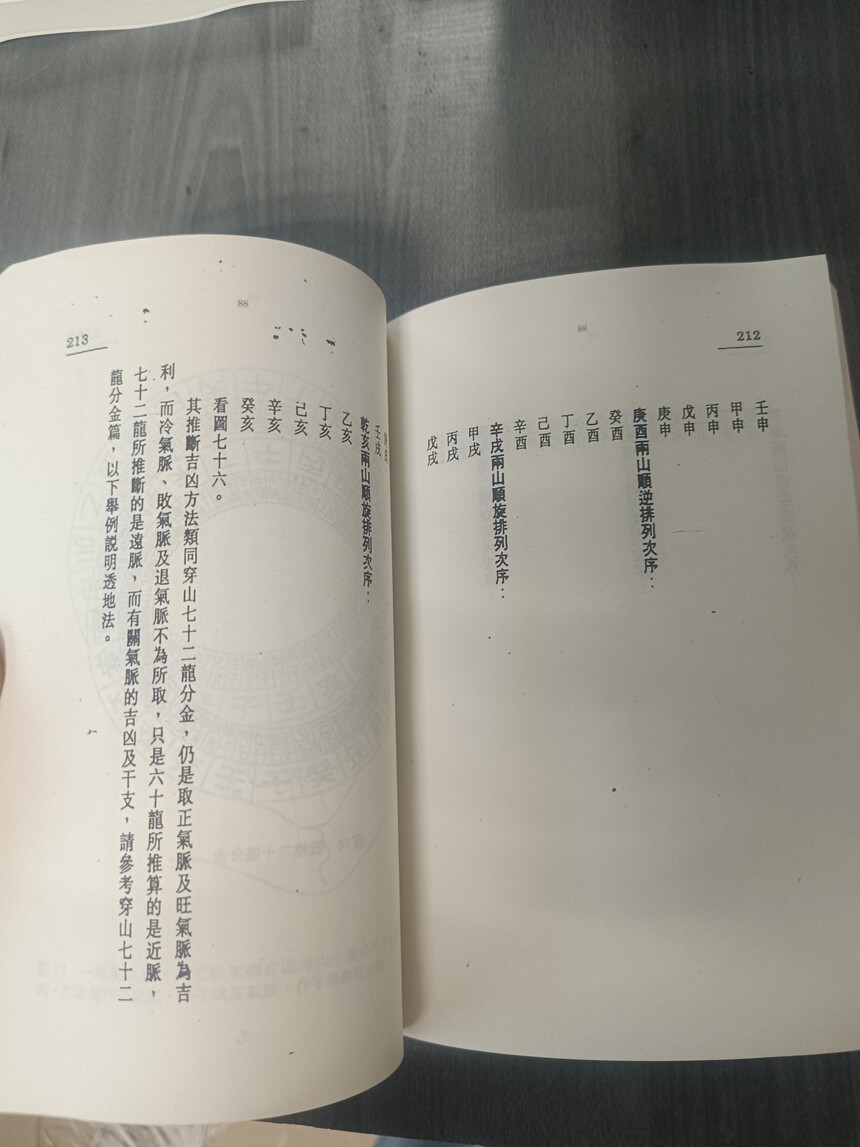 212
88
壬申
甲申
丙申
戊申
庚申
庚酉兩山順逆排列次序：
癸酉
乙酉
丁酉
己酉
辛酉
辛戌兩山順旋排列次序：
甲戌
丙戌
戊戌
213
88
壬戌
乾亥兩山順旋排列次序：
乙亥
丁亥
己亥
辛亥
癸亥
看圖七十六。
其推斷吉凶方法類同穿山七十二龍分金，仍是取正氣脈及旺氣脈為吉
利，而冷氣脈、敗氣脈及退氣脈不為所取，只是六十龍所推算的是近脈，
七十二龍所推斷的是遠脈，而有關氣脈的吉凶及干支，請參考穿山七十二
龍分金篇，以下舉例説明透地法。